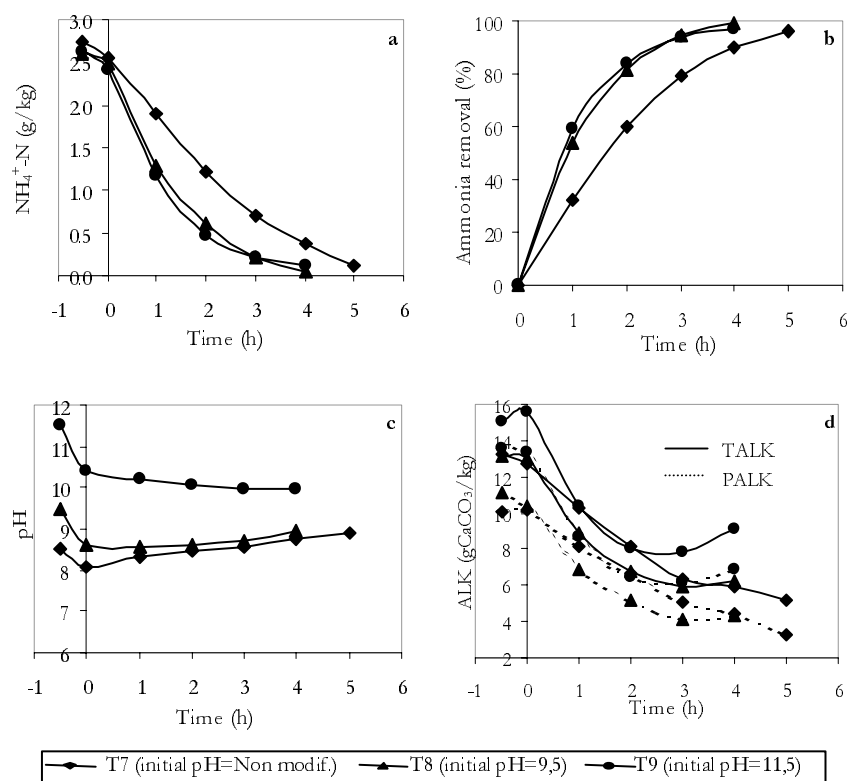 3.0
2.5
2.0
1.5
1.0
0.5
0.0
NH₄⁺-N (g/kg)
a
-1 0 1 2 3 4 5 6
Time (h)
100
80
60
40
20
0
Ammonia removal (%)
b
0 1 2 3 4 5 6
Time (h)
12
11
10
9
8
7
6
pH
c
-1 0 1 2 3 4 5 6
Time (h)
16
14
12
10
8
6
4
2
ALK (gCaCO₃/kg)
d
TALK
PALK
-1 0 1 2 3 4 5 6
Time (h)
T7 (initial pH=Non modif.) T8 (initial pH=9,5) T9 (initial pH=11,5)